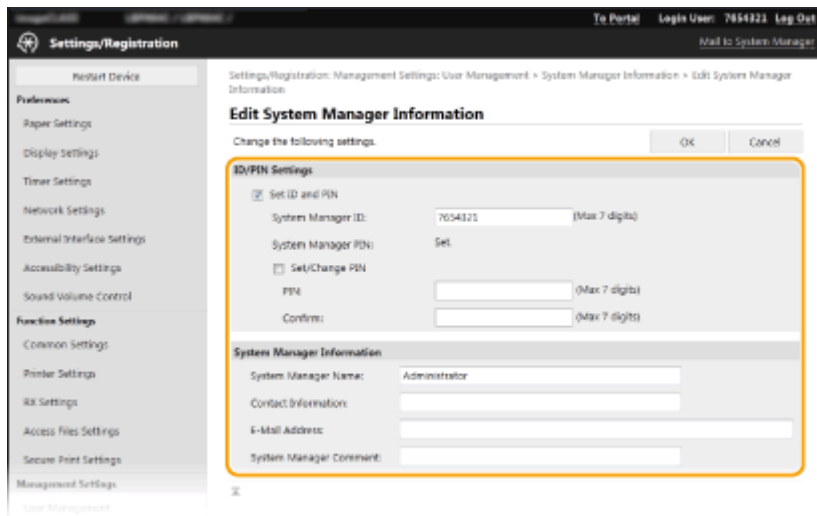 To Portal Login User: 7654321 Log Out
Settings/Registration
Mail to System Manager
Restart Device
Preferences
Paper Settings
Display Settings
Timer Settings
Network Settings
External Interface Settings
Accessibility Settings
Sound Volume Control
Function Settings
Common Settings
Printer Settings
RX Settings
Access Files Settings
Secure Print Settings
Management Settings
User Management
Settings/Registration: Management Settings: User Management > System Manager Information > Edit System Manager
Information
Edit System Manager Information
Change the following settings.
OK Cancel
ID/PIN Settings
Set ID and PIN
System Manager ID: 7654321 (Max 7 digits)
System Manager PIN: Set
Set/Change PIN
PIN: (Max 7 digits)
Confirm: (Max 7 digits)
System Manager Information
System Manager Name: Administrator
Contact Information:
E-Mail Address:
System Manager Comment: